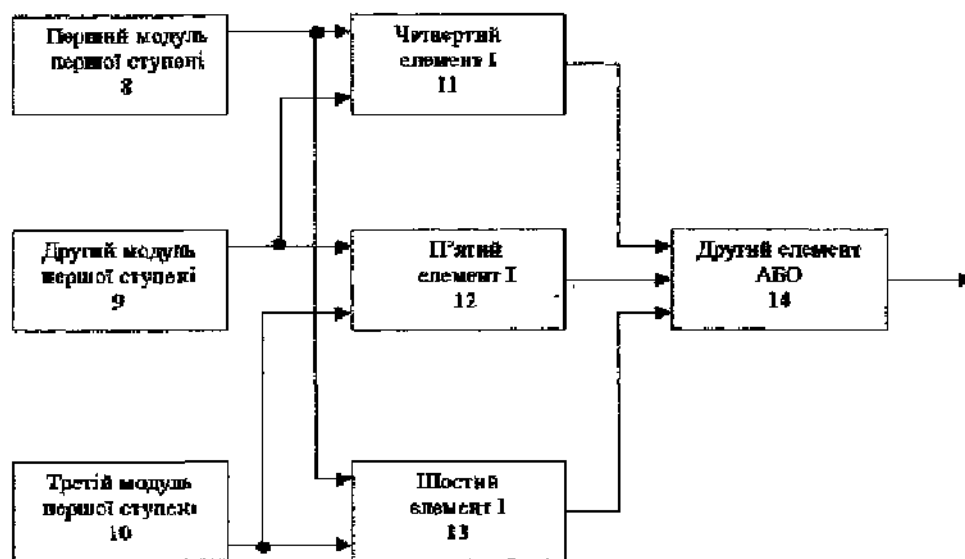 Перший модуль
першої ступені
8
Четвертий
елемент І
11
Другий модуль
першої ступені
9
П'ятий
елемент І
12
Другий елемент
АБО
14
Третій модуль
першої ступені
10
Шостий
елемент І
13